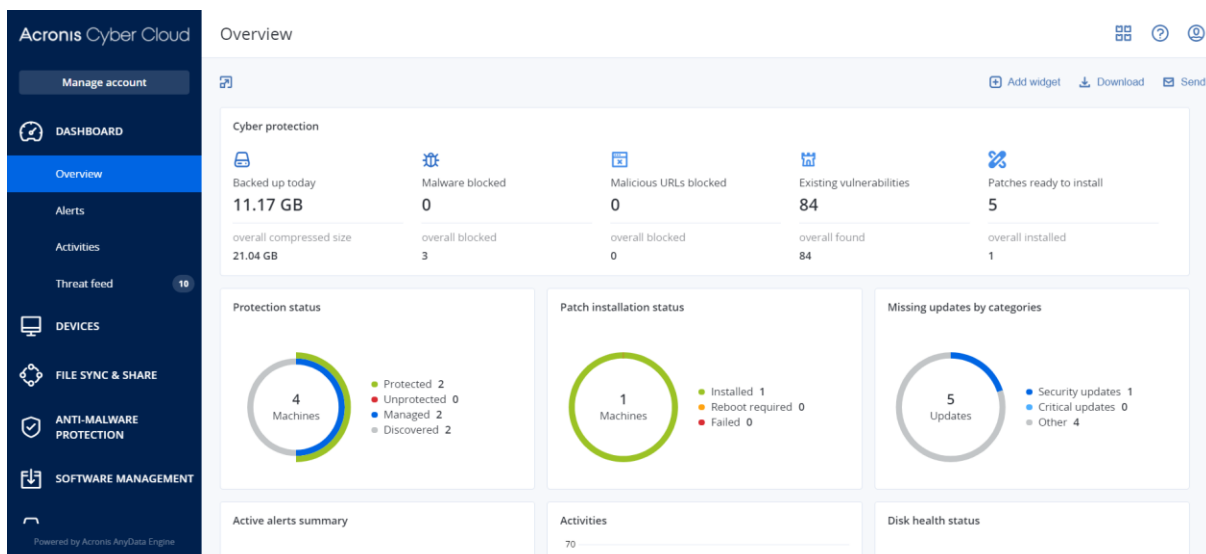 Acronis Cyber Cloud
Manage account
DASHBOARD
Overview
Alerts
Activities
Threat feed 10
DEVICES
FILE SYNC & SHARE
ANTI-MALWARE
PROTECTION
SOFTWARE MANAGEMENT
Powered by Acronis AnyData Engine
Overview
Add widget Download Send
Cyber protection
Backed up today
11.17 GB
overall compressed size
21.04 GB
Malware blocked
0
overall blocked
3
Malicious URLs blocked
0
overall blocked
0
Existing vulnerabilities
84
overall found
84
Patches ready to install
5
overall installed
1
Protection status
4
Machines
Protected 2
Unprotected 0
Managed 2
Discovered 2
Patch installation status
1
Machines
Installed 1
Reboot required 0
Failed 0
Missing updates by categories
5
Updates
Security updates 1
Critical updates 0
Other 4
Active alerts summary
Activities
70
Disk health status